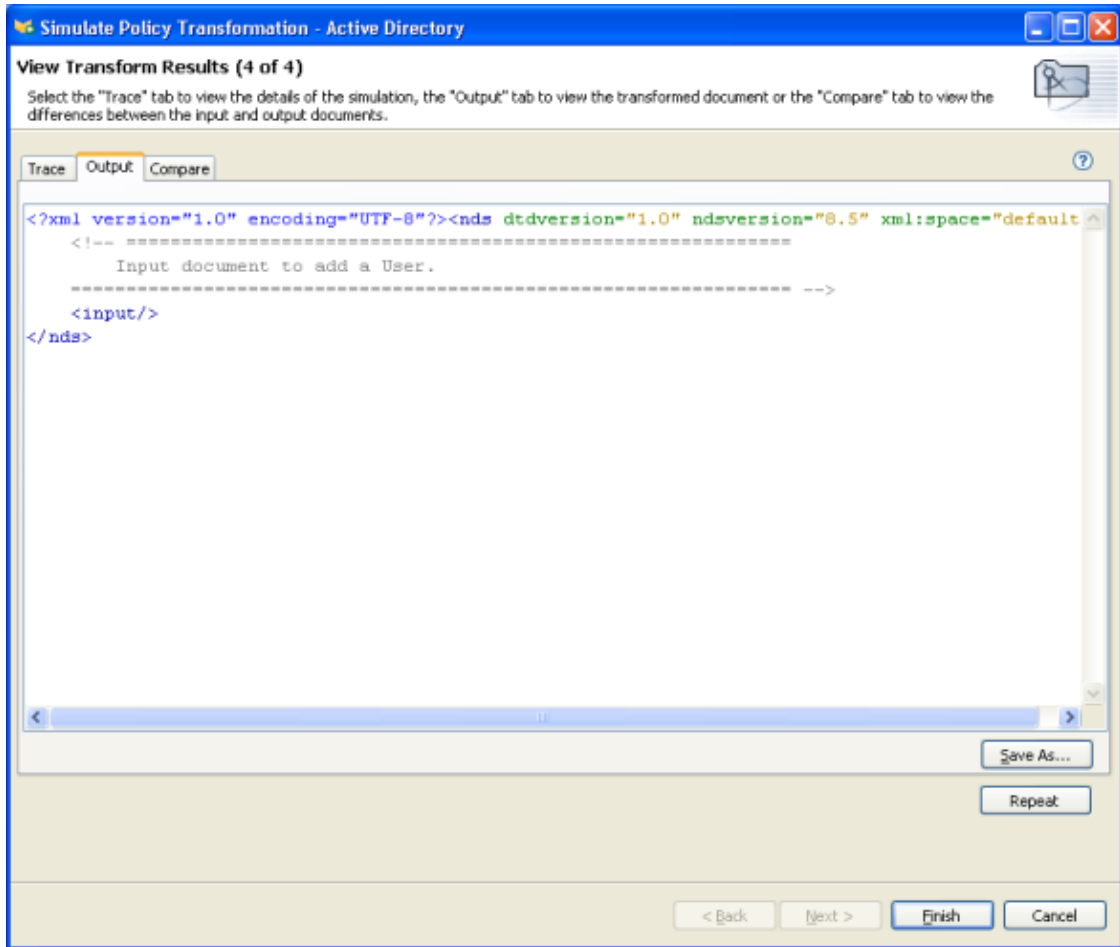 Simulate Policy Transformation - Active Directory
View Transform Results (4 of 4)
Select the "Trace" tab to view the details of the simulation, the "Output" tab to view the transformed document or the "Compare" tab to view the
differences between the input and output documents.
Trace Output Compare
<?xml version="1.0" encoding="UTF-8"?><nds dtdversion="1.0" ndsversion="8.5" xml:space="default
<!-- ============================================================
Input document to add a User.
================================================================= -->
<input/>
</nds>
Save As...
Repeat
< Back Next > Finish Cancel